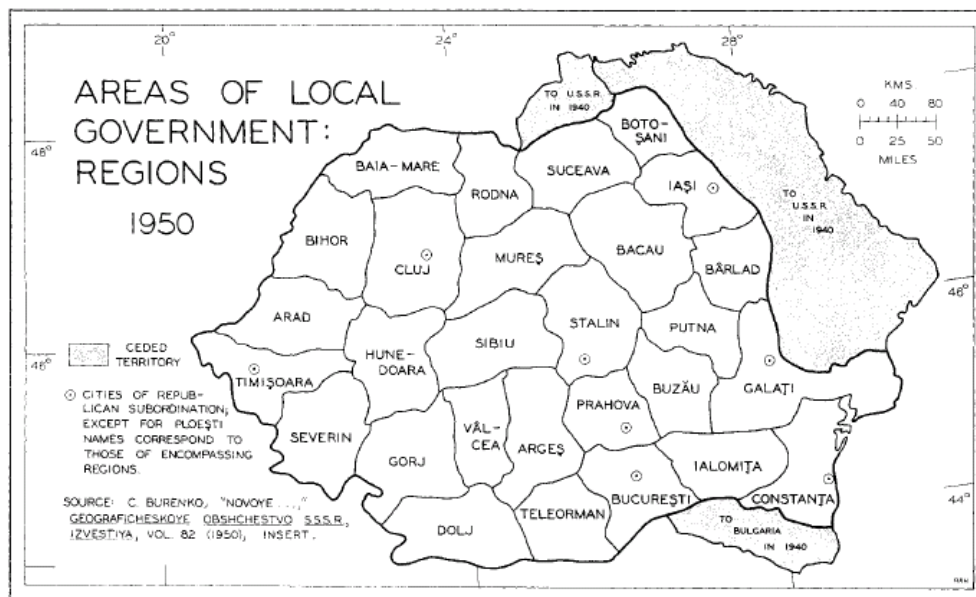 20°
24°
28°
AREAS OF LOCAL
GOVERNMENT:
REGIONS
1950
TO U.S.S.R.
IN 1940
KMS.
0 40 80
0 25 50
MILES
48°
BOTO-
ŞANI
BAIA-MARE
SUCEAVA
IAŞI
RODNA
TO
U.S.S.R.
IN
1940
BIHOR
CLUJ
MUREŞ
BACAU
BÂRLAD
46°
ARAD
STALIN
PUTNA
SIBIU
HUNE-
DOARA
CEDED
TERRITORY
46°
TIMIŞOARA
BUZĂU
GALAŢI
CITIES OF REPUB-
LICAN SUBORDINATION;
EXCEPT FOR PLOEŞTI
NAMES CORRESPOND TO
THOSE OF ENCOMPASSING
REGIONS.
PRAHOVA
SEVERIN
VÂL-
CEA
ARGEŞ
GORJ
IALOMIŢA
BUCUREŞTI
CONSTANŢA
44°
SOURCE: C. BURENKO, "NOVOYE...,"
GEOGRAFICHESKOYE OBSHCHESTVO S.S.S.R.,
IZVESTIYA, VOL. 82 (1950), INSERT.
TELEORMAN
DOLJ
TO
BULGARIA
IN 1940